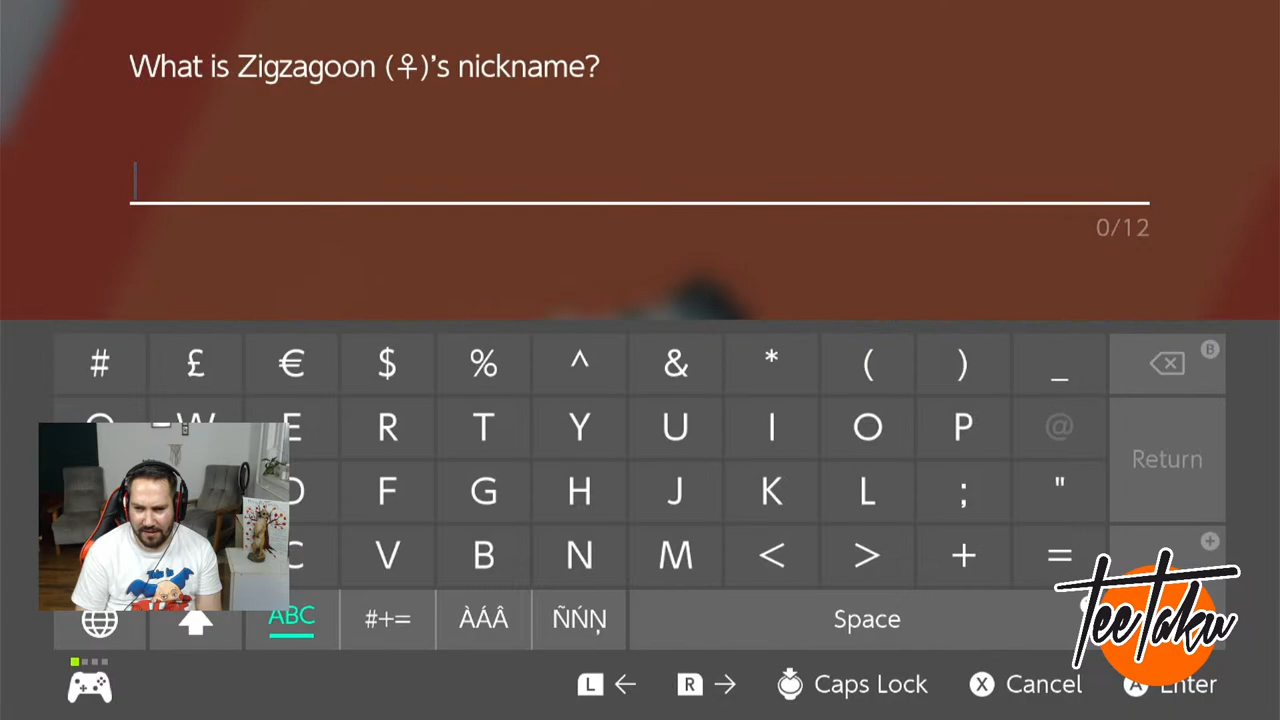 What is Zigzagoon (♀)'s nickname?
0/12
# £ € $ % ^ & * ( ) _ B
E R T Y U I O P @
Return
F G H J K L ; "
V B N M < > + = +
ABC #+= ÀÁÂ ÑŃŅ Space
TeeTaku
L ← R → Caps Lock X Cancel A Enter